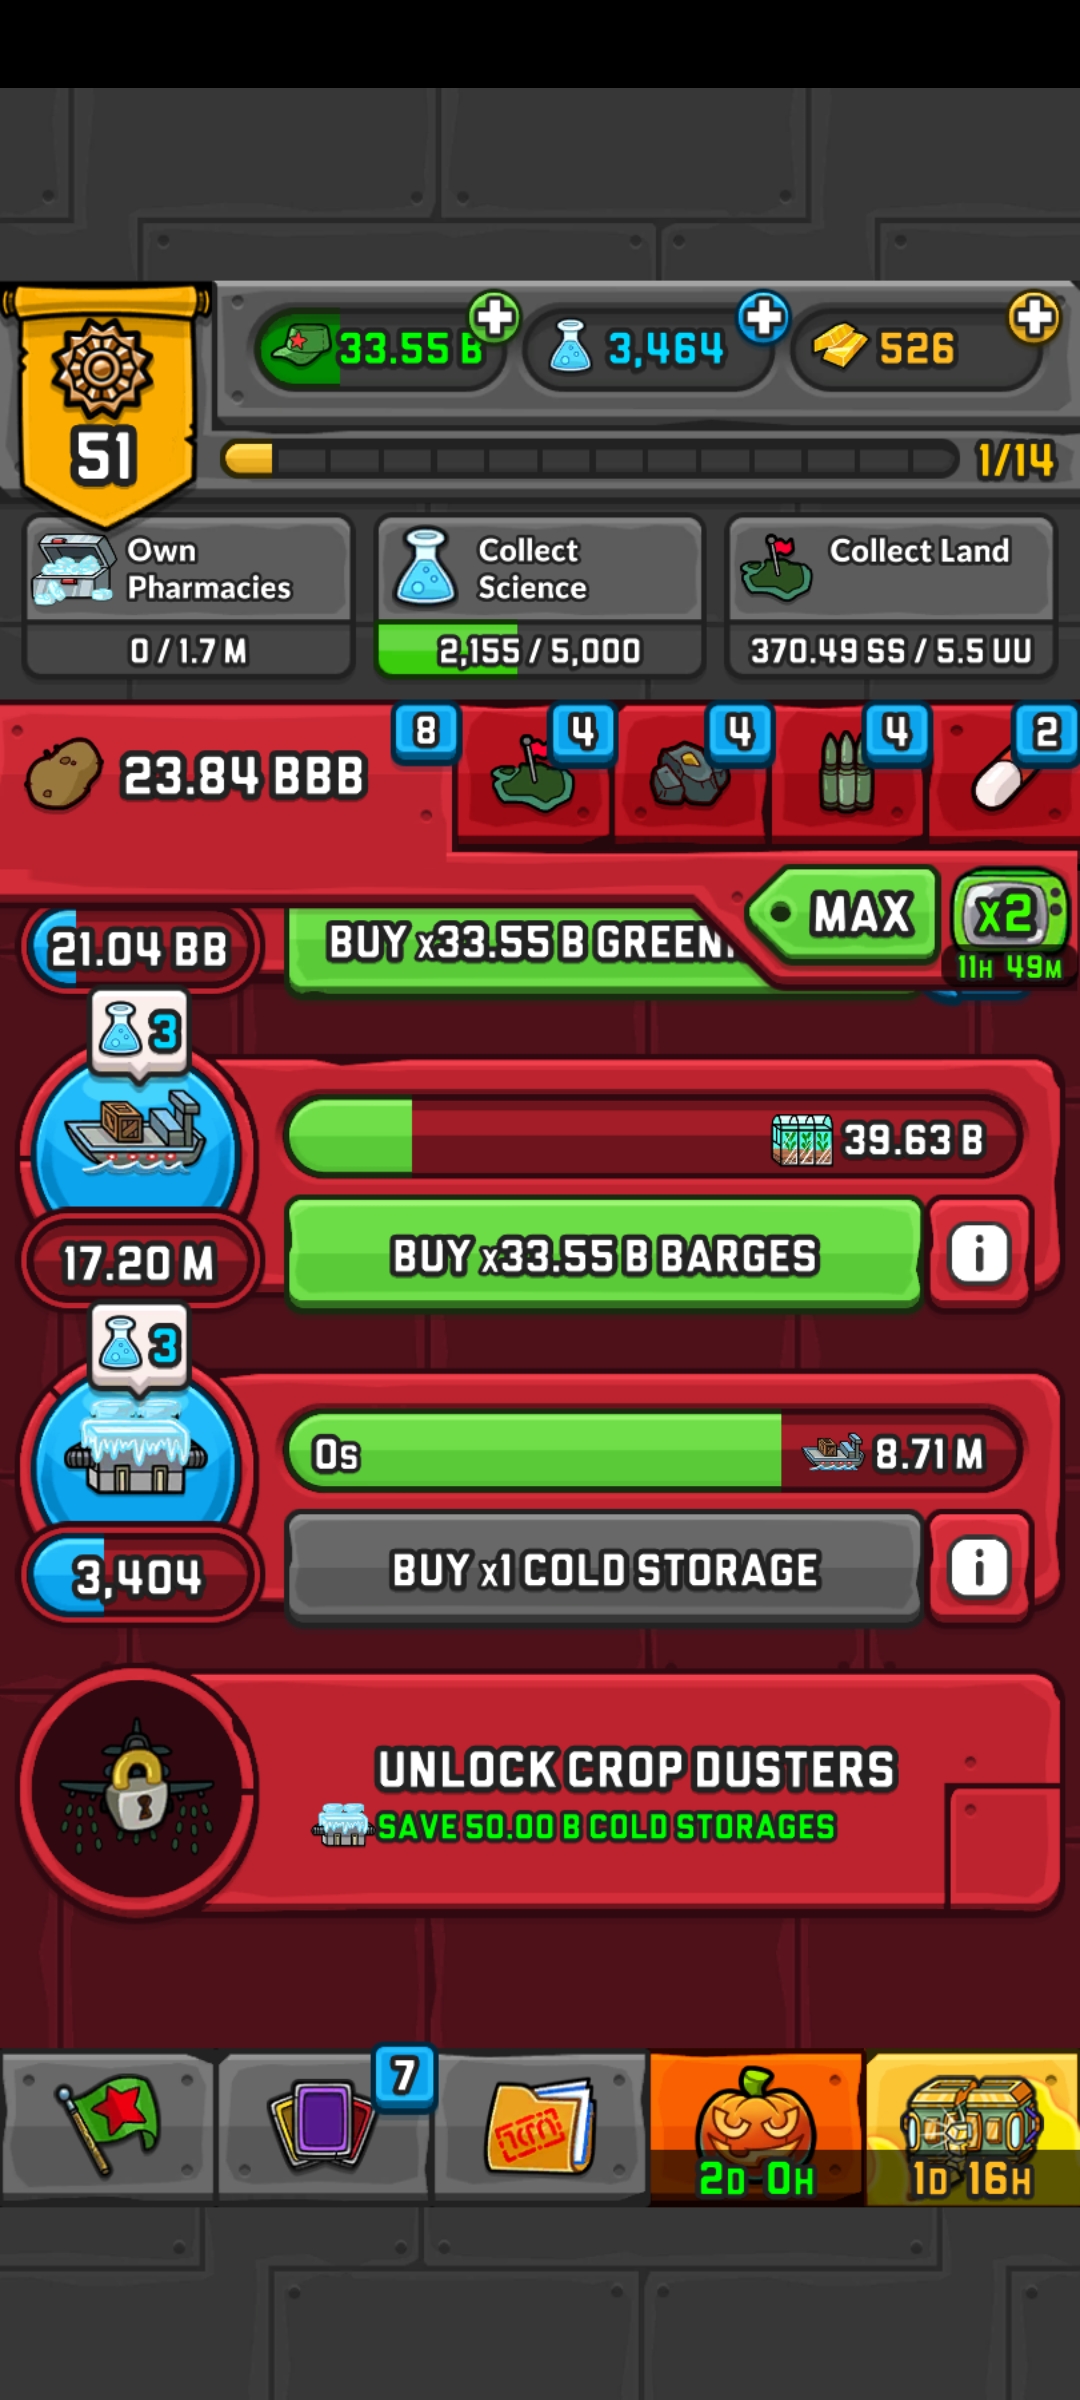 33.55 B
3,464
526
51
1/14
Own
Pharmacies
0 / 1.7 M
Collect
Science
2,155 / 5,000
Collect Land
370.49 SS / 5.5 UU
23.84 BBB
8
4
4
4
2
MAX
x2
11H 49M
21.04 BB
BUY x33.55 B GREEN
3
39.63 B
17.20 M
BUY x33.55 B BARGES
i
3
0s
8.71 M
3,404
BUY x1 COLD STORAGE
i
UNLOCK CROP DUSTERS
SAVE 50.00 B COLD STORAGES
7
2D 0H
1D 16H